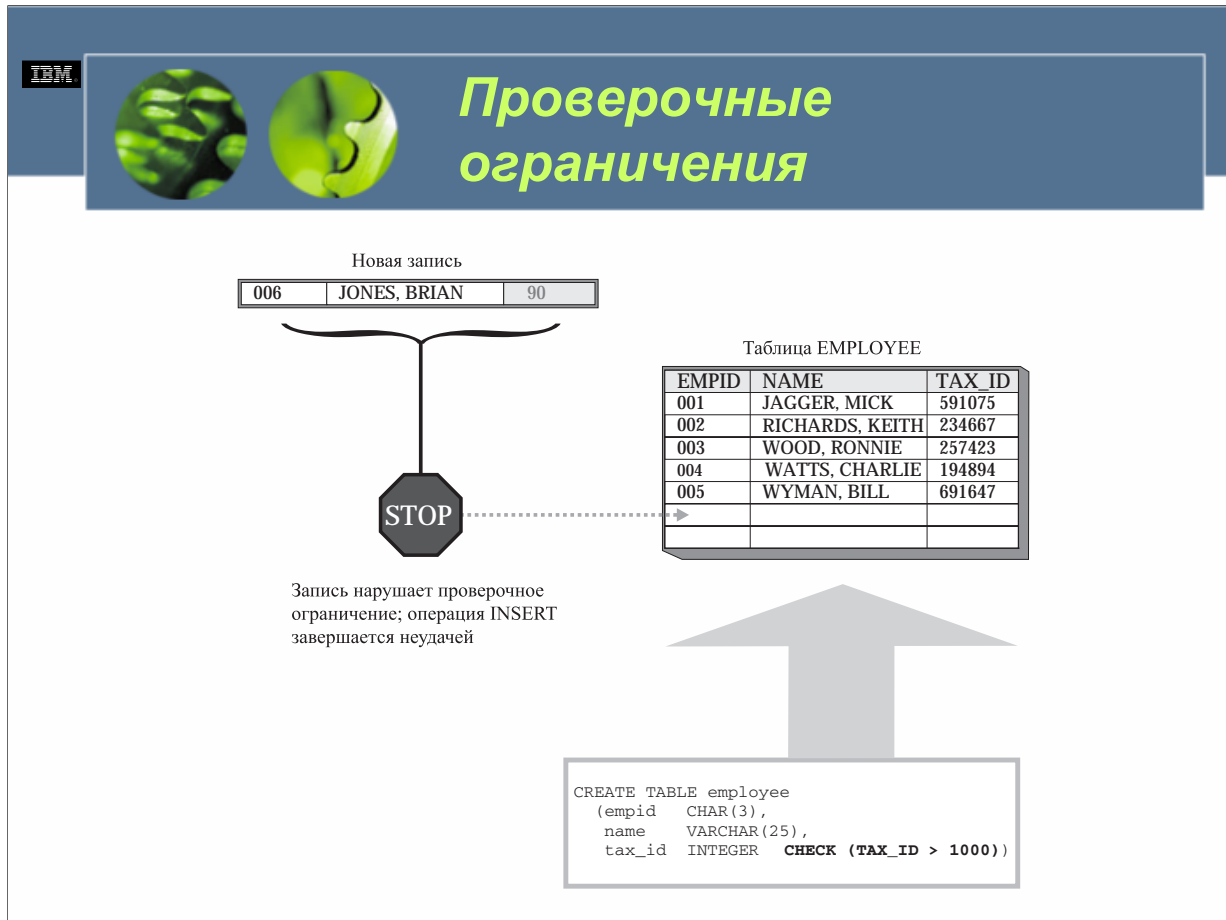 IBM
Проверочные
ограничения
Новая запись
006 JONES, BRIAN 90
Таблица EMPLOYEE
EMPID NAME TAX_ID
001 JAGGER, MICK 591075
002 RICHARDS, KEITH 234667
003 WOOD, RONNIE 257423
004 WATTS, CHARLIE 194894
005 WYMAN, BILL 691647
STOP
Запись нарушает проверочное
ограничение; операция INSERT
завершается неудачей
CREATE TABLE employee
(empid CHAR(3),
name VARCHAR(25),
tax_id INTEGER CHECK (TAX_ID > 1000))